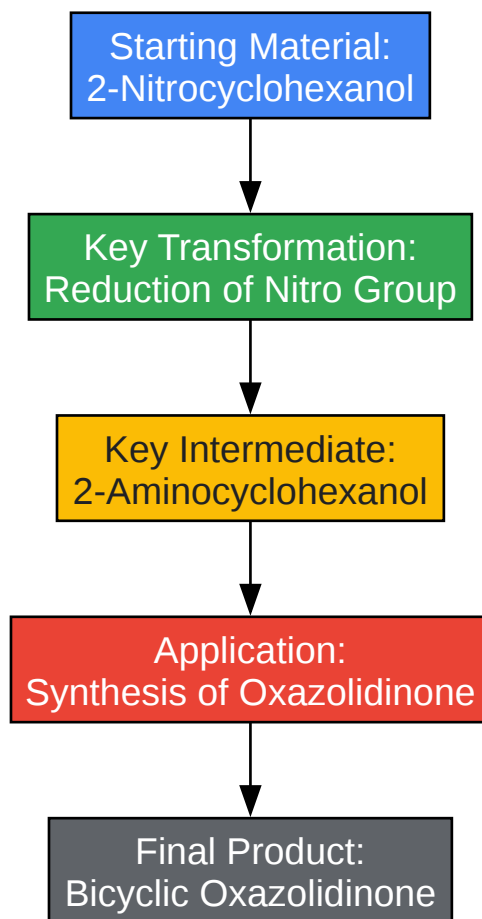 Starting Material:
2-Nitrocyclohexanol
Key Transformation:
Reduction of Nitro Group
Key Intermediate:
2-Aminocyclohexanol
Application:
Synthesis of Oxazolidinone
Final Product:
Bicyclic Oxazolidinone